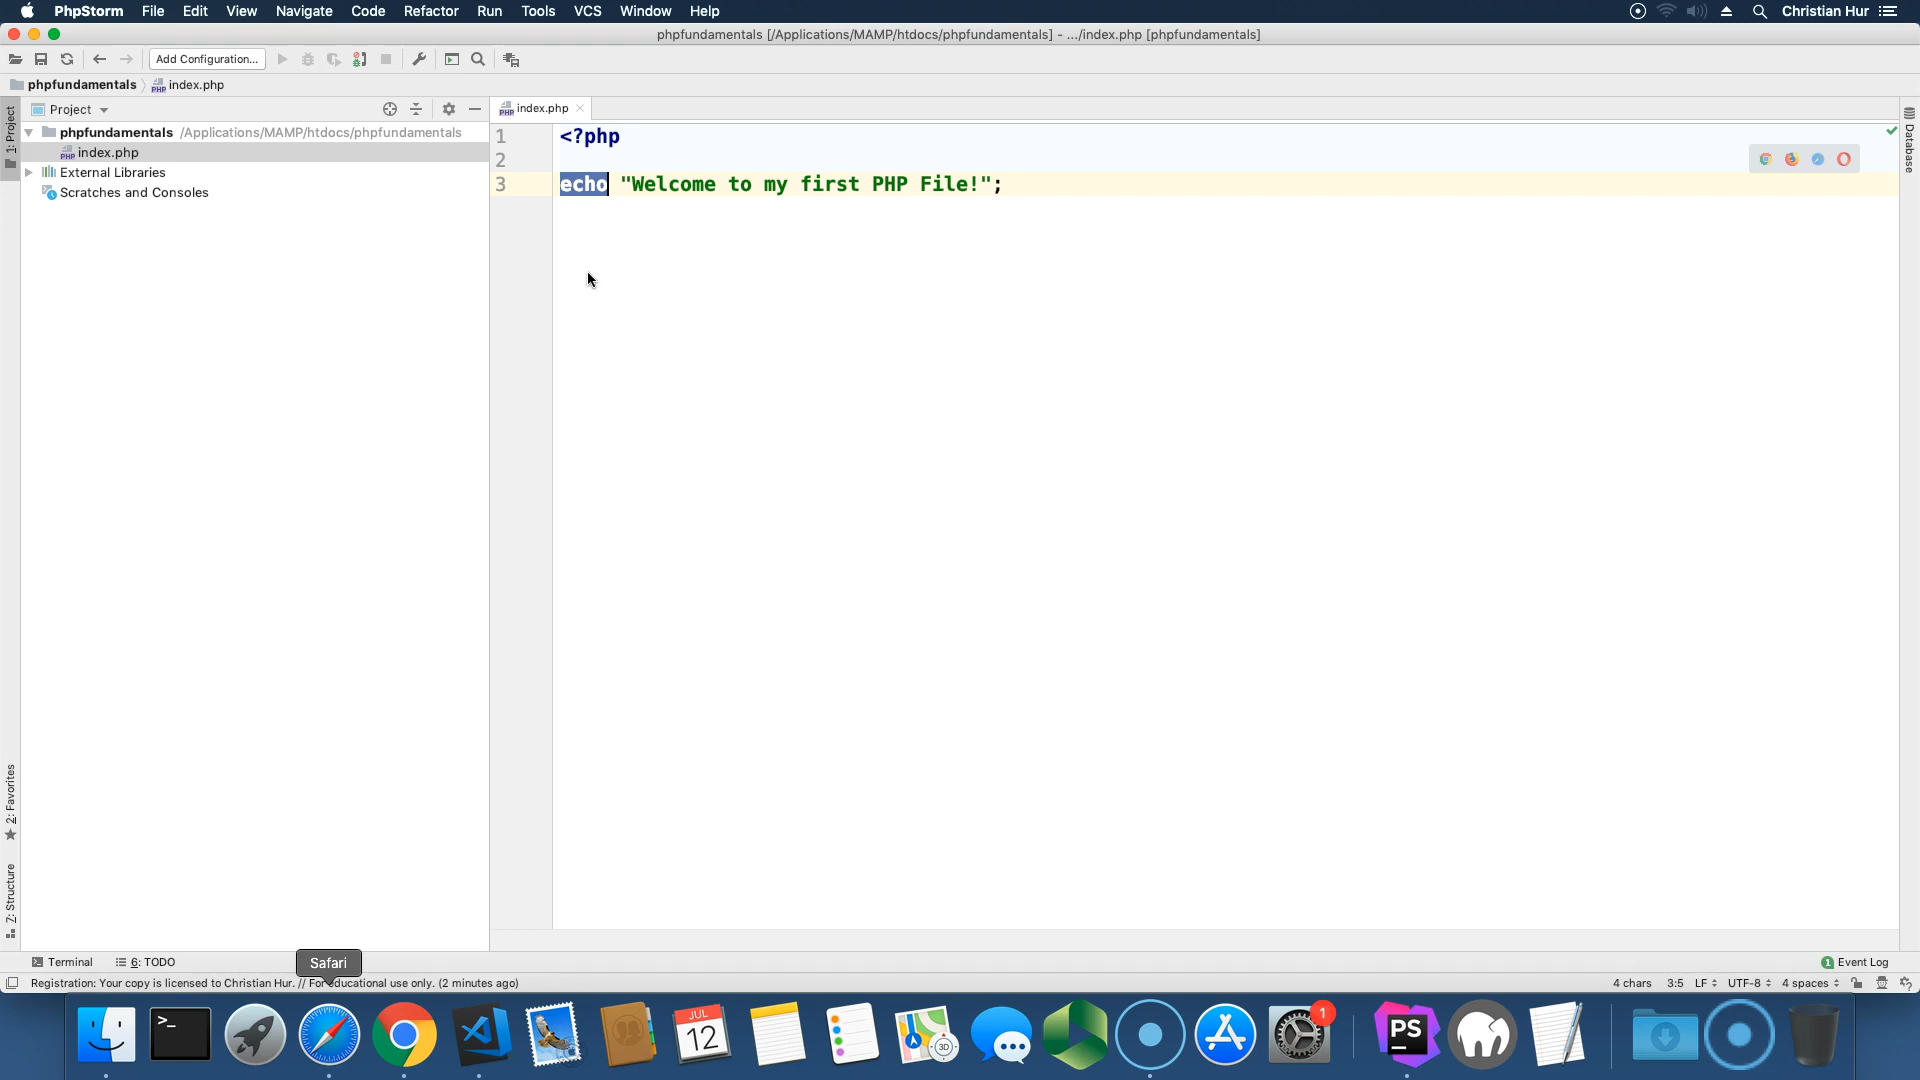 PhpStorm File Edit View Navigate Code Refactor Run Tools VCS Window Help Christian Hur
phpfundamentals [/Applications/MAMP/htdocs/phpfundamentals] - .../index.php [phpfundamentals]
Add Configuration...
phpfundamentals index.php
Project
index.php
1: Project
phpfundamentals /Applications/MAMP/htdocs/phpfundamentals
index.php
External Libraries
Scratches and Consoles
1 <?php
2
3 echo "Welcome to my first PHP File!";
Database
2: Favorites
7: Structure
Terminal 6: TODO
Safari
1 Event Log
Registration: Your copy is licensed to Christian Hur. // For educational use only. (2 minutes ago)
4 chars 3:5 LF UTF-8 4 spaces
>_
JUL
12
3D
1
PS